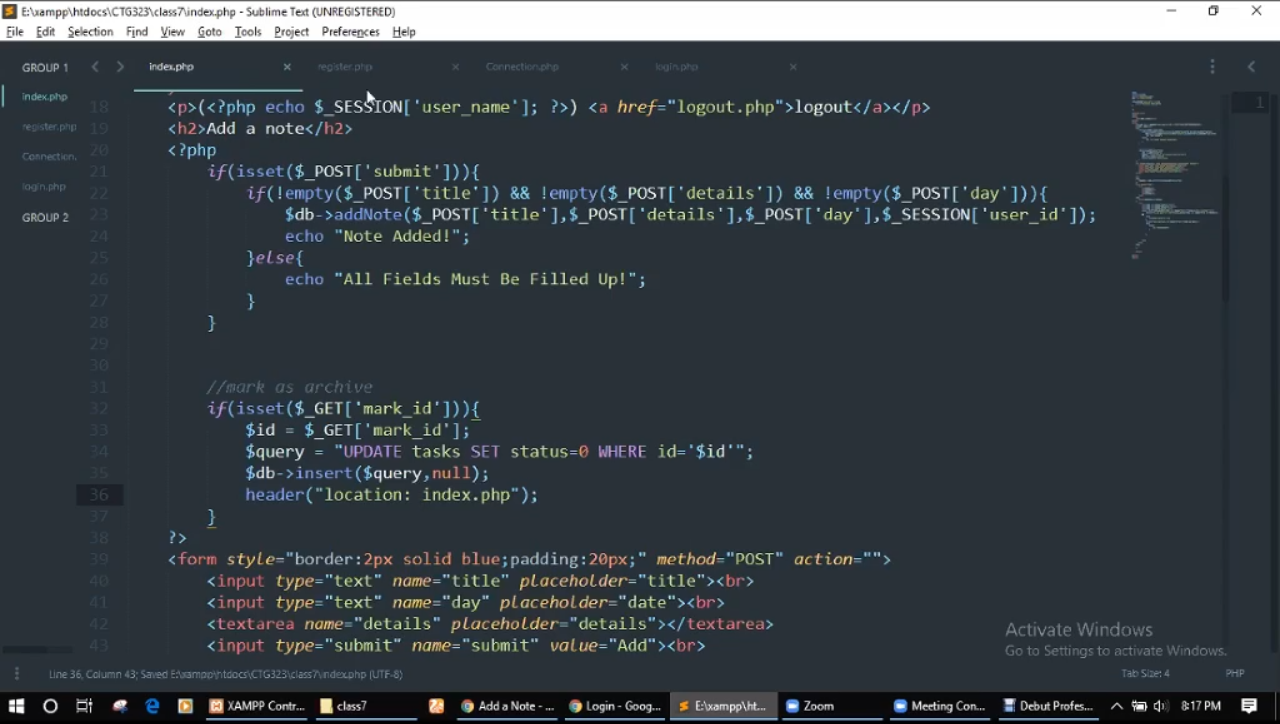 E:\xampp\htdocs\CTG323\class7\index.php - Sublime Text (UNREGISTERED)
File Edit Selection Find View Goto Tools Project Preferences Help
GROUP 1
index.php register.php Connection.php login.php
index.php
register.php
Connection.
login.php
GROUP 2
1
18 <p>(<?php echo $_SESSION['user_name']; ?>) <a href="logout.php">logout</a></p>
19 <h2>Add a note</h2>
20 <?php
21 if(isset($_POST['submit'])){
22 if(!empty($_POST['title']) && !empty($_POST['details']) && !empty($_POST['day'])){
23 $db->addNote($_POST['title'],$_POST['details'],$_POST['day'],$_SESSION['user_id']);
24 echo "Note Added!";
25 }else{
26 echo "All Fields Must Be Filled Up!";
27 }
28 }
29
30
31 //mark as archive
32 if(isset($_GET['mark_id'])){
33 $id = $_GET['mark_id'];
34 $query = "UPDATE tasks SET status=0 WHERE id='$id'";
35 $db->insert($query,null);
36 header("location: index.php");
37 }
38 ?>
39 <form style="border:2px solid blue;padding:20px;" method="POST" action="">
40 <input type="text" name="title" placeholder="title"><br>
41 <input type="text" name="day" placeholder="date"><br>
42 <textarea name="details" placeholder="details"></textarea>
43 <input type="submit" name="submit" value="Add"><br>
Activate Windows
Go to Settings to activate Windows.
Line 36, Column 43; Saved E:\xampp\htdocs\CTG323\class7\index.php (UTF-8) Tab Size: 4 PHP
XAMPP Contr... class7 Add a Note - ... Login - Goog... E:\xampp\ht... Zoom Meeting Con... Debut Profes... 8:17 PM